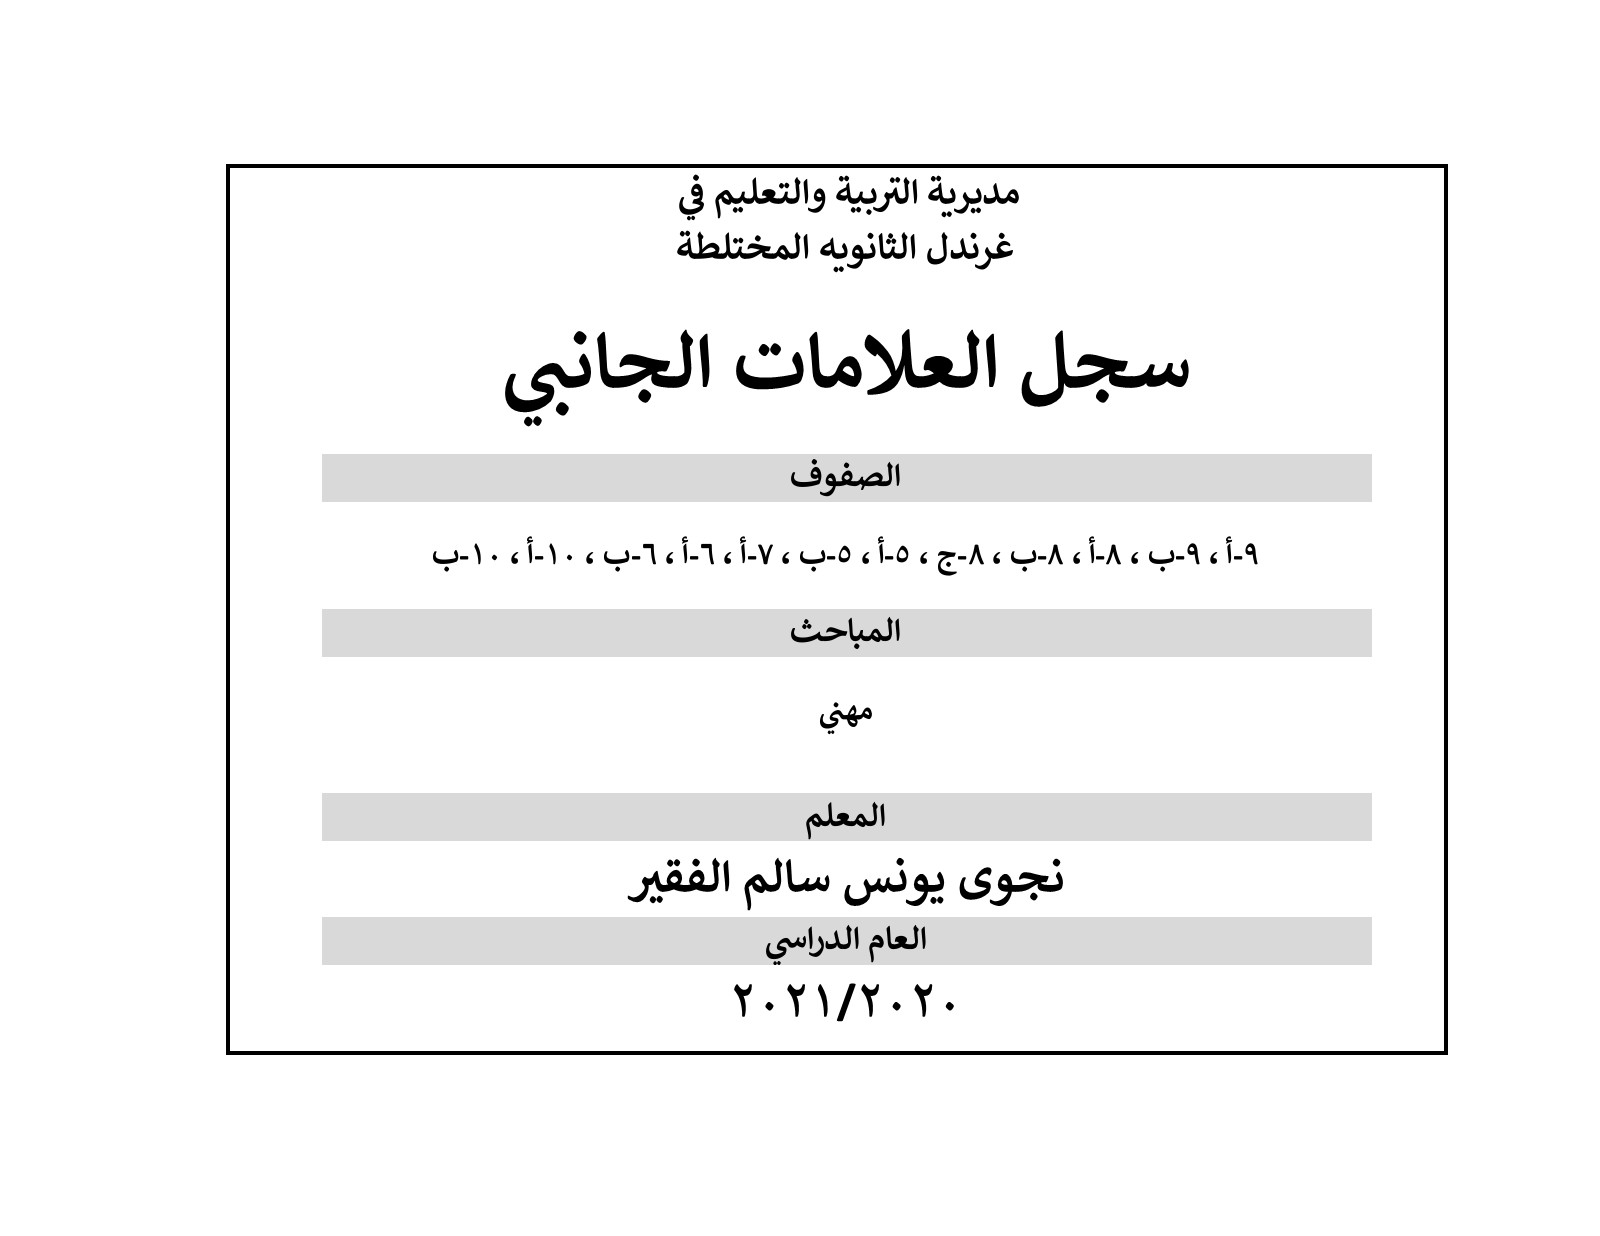 مديرية التربية والتعليم في
غرندل الثانويه المختلطة
سجل العلامات الجانبي
الصفوف
٩-أ ، ٩-ب ، ٨-أ ، ٨-ب ، ٨-ج ، ٥-أ ، ٥-ب ، ٧-أ ، ٦-أ ، ٦-ب ، ١٠-أ ، ١٠-ب
المباحث
مهني
المعلم
نجوى يونس سالم الفقير
العام الدراسي
٢٠٢١/٢٠٢٠